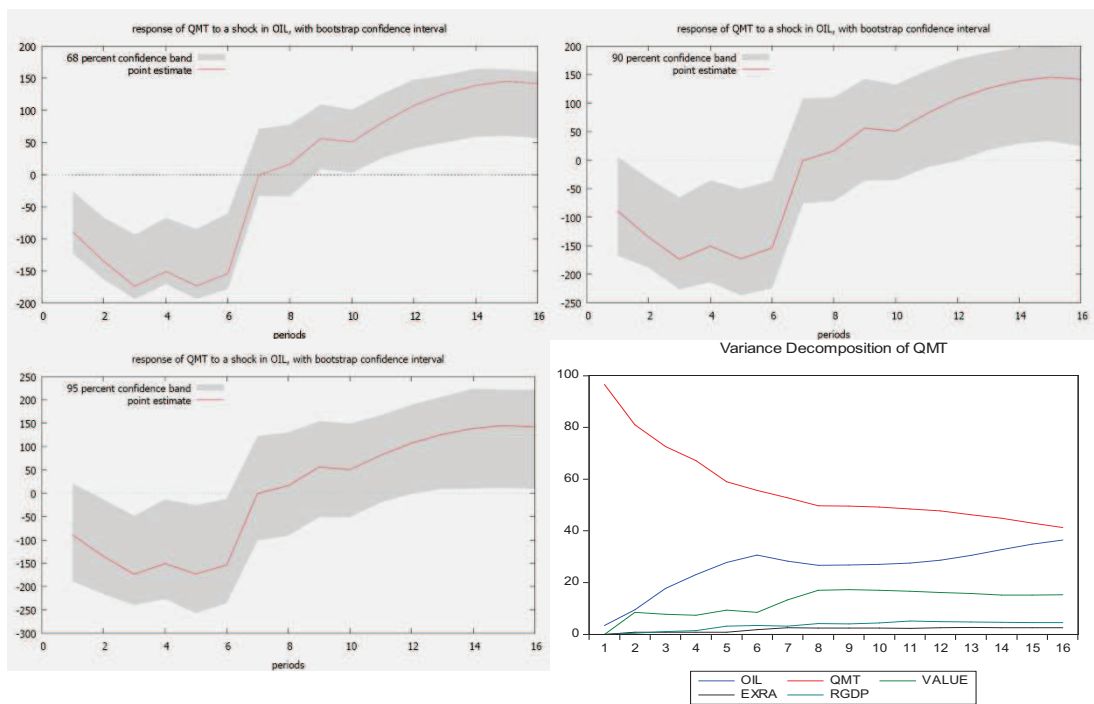 response of QMT to a shock in OIL, with bootstrap confidence interval
68 percent confidence band
point estimate
200
150
100
50
0
-50
-100
-150
-200
0 2 4 6 8 10 12 14 16
periods
response of QMT to a shock in OIL, with bootstrap confidence interval
90 percent confidence band
point estimate
200
150
100
50
0
-50
-100
-150
-200
-250
0 2 4 6 8 10 12 14 16
periods
response of QMT to a shock in OIL, with bootstrap confidence interval
95 percent confidence band
point estimate
250
200
150
100
50
0
-50
-100
-150
-200
-250
-300
0 2 4 6 8 10 12 14 16
periods
Variance Decomposition of QMT
100
80
60
40
20
0
1 2 3 4 5 6 7 8 9 10 11 12 13 14 15 16
OIL QMT VALUE
EXRA RGDP